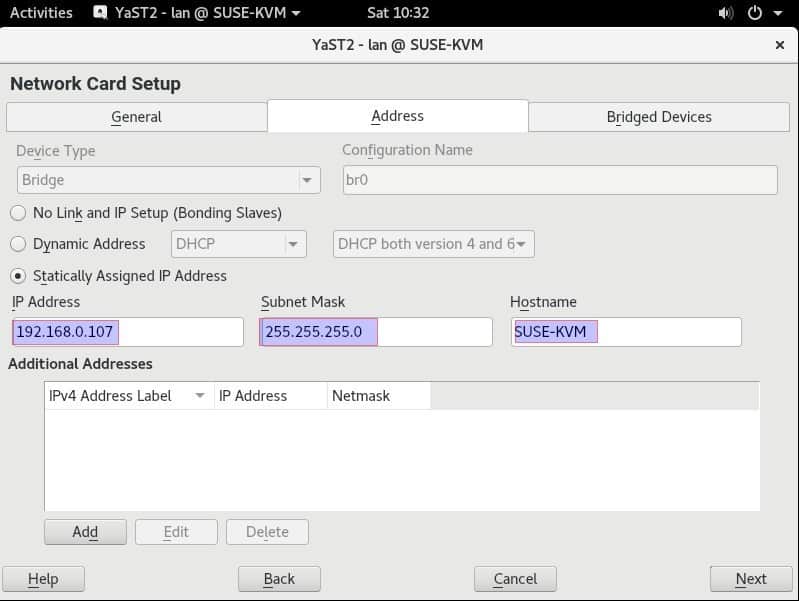 Activities YaST2 - lan @ SUSE-KVM Sat 10:32
YaST2 - lan @ SUSE-KVM ×
Network Card Setup
General Address Bridged Devices
Device Type Configuration Name
Bridge br0
No Link and IP Setup (Bonding Slaves)
Dynamic Address DHCP DHCP both version 4 and 6
Statically Assigned IP Address
IP Address Subnet Mask Hostname
192.168.0.107 255.255.255.0 SUSE-KVM
Additional Addresses
IPv4 Address Label IP Address Netmask
Add Edit Delete
Help Back Cancel Next